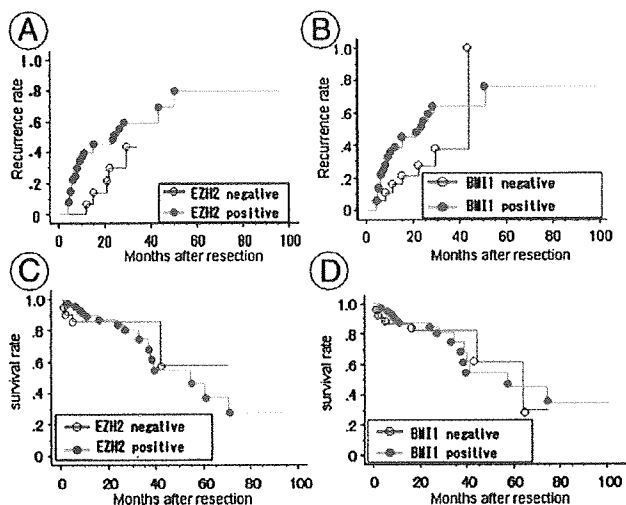 A
Recurrence rate
1.0
.8
.6
.4
.2
0
EZH2 negative
EZH2 positive
0 20 40 60 80 100
Months after resection
B
Recurrence rate
1.0
.8
.6
.4
.2
0
BMI1 negative
BMI1 positive
0 20 40 60 80 100
Months after resection
C
survival rate
1.0
.8
.6
.4
.2
0
EZH2 negative
EZH2 positive
0 20 40 60 80 100
Months after resection
D
survival rate
1.0
.8
.6
.4
.2
0
BMI1 negative
BMI1 positive
0 20 40 60 80 100
Months after resection